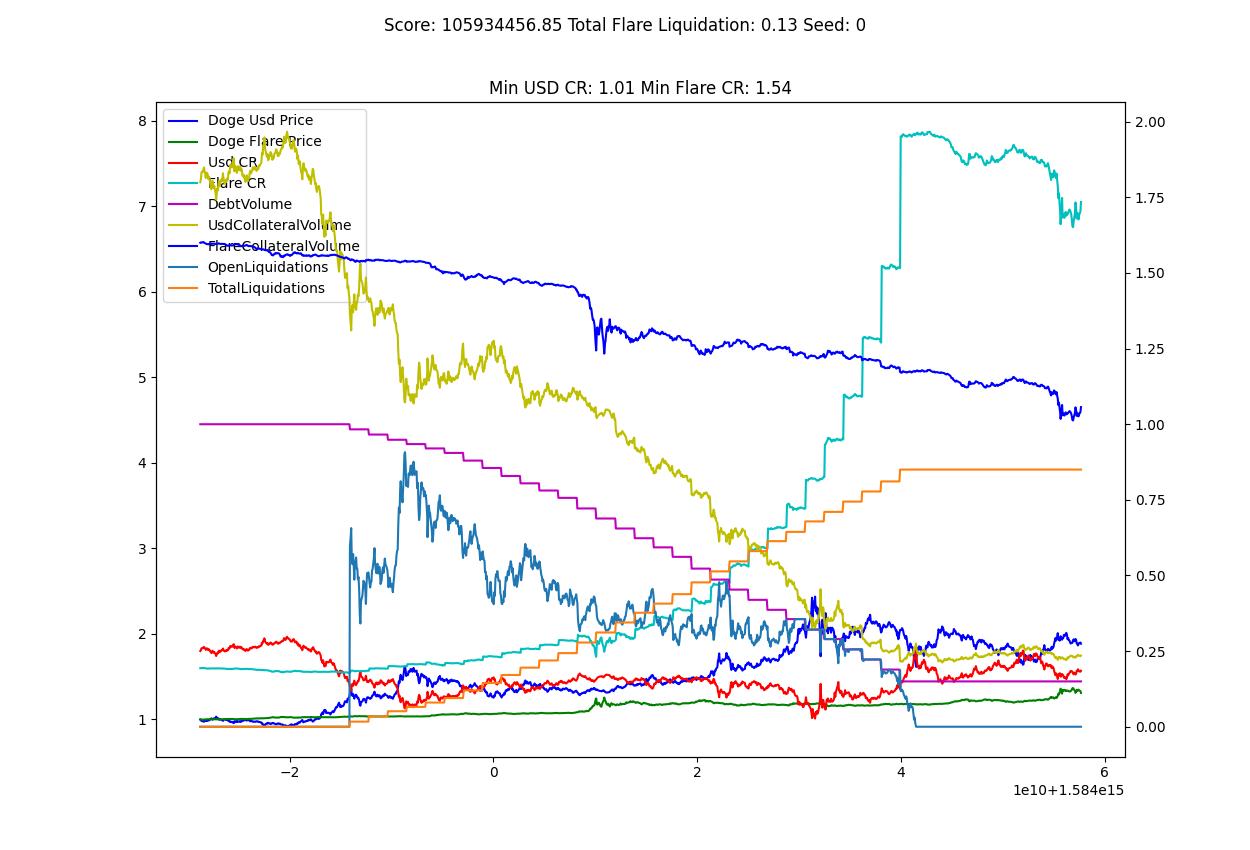 Score: 105934456.85 Total Flare Liquidation: 0.13 Seed: 0
Min USD CR: 1.01 Min Flare CR: 1.54
Doge Usd Price
Doge Flare Price
Usd CR
Flare CR
DebtVolume
UsdCollateralVolume
FlareCollateralVolume
OpenLiquidations
TotalLiquidations
8
7
6
5
4
3
2
1
2.00
1.75
1.50
1.25
1.00
0.75
0.50
0.25
0.00
−2 0 2 4 6
1e10+1.584e15